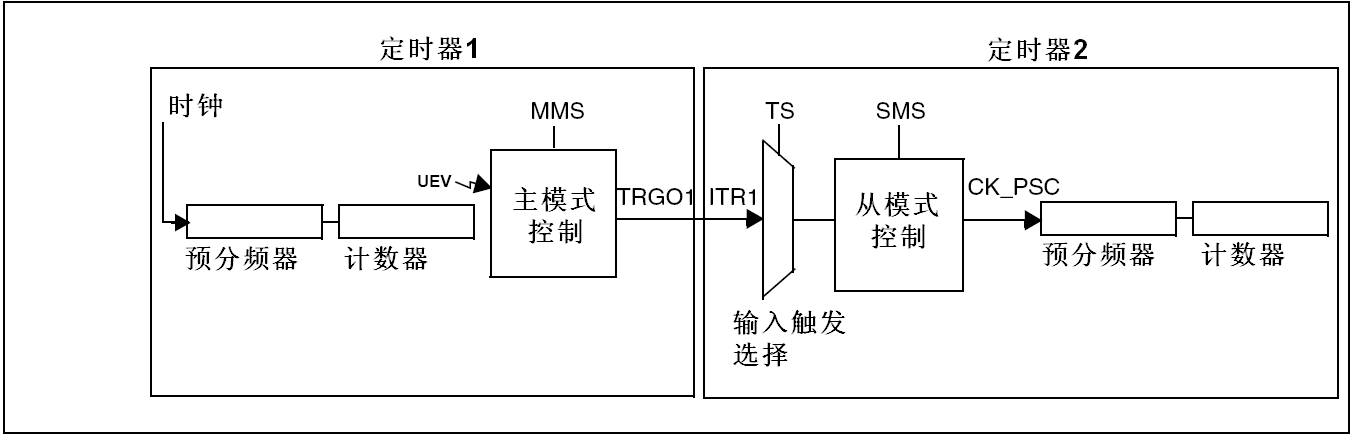 定时器1
时钟
MMS
UEV
主模式
控制
TRGO1
预分频器
计数器
定时器2
TS
SMS
ITR1
从模式
控制
CK_PSC
预分频器
计数器
输入触发
选择